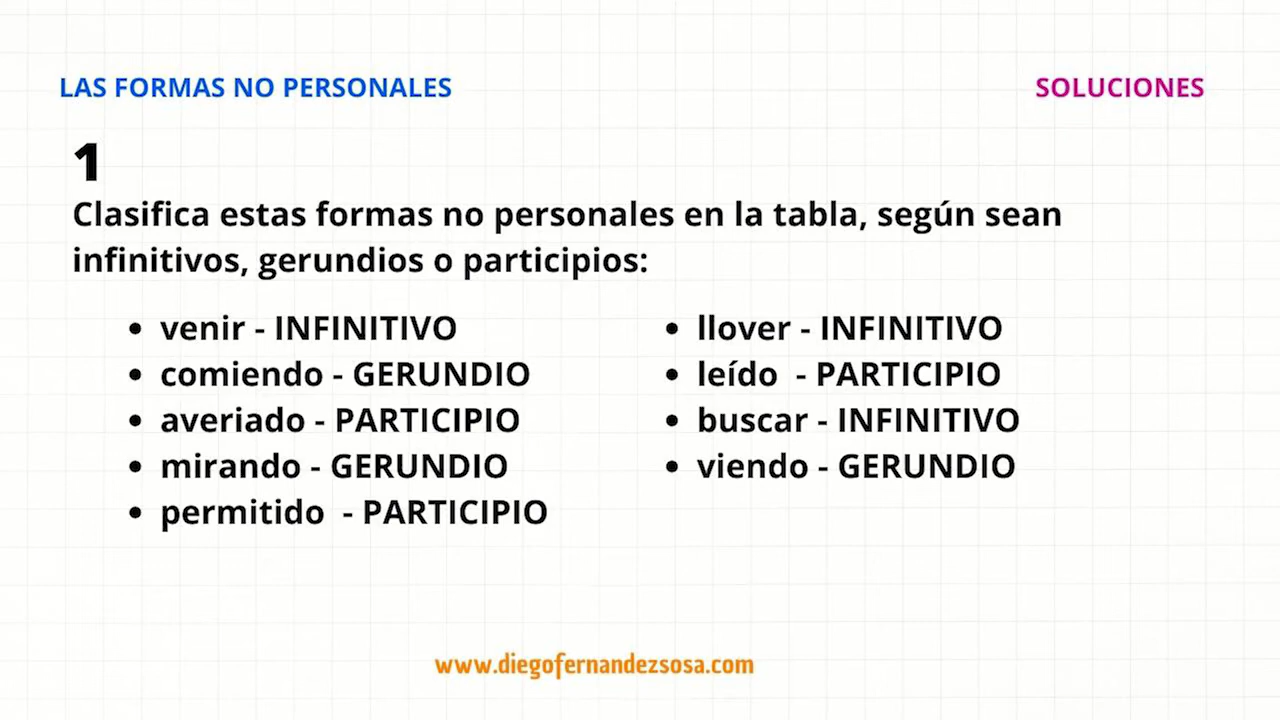 LAS FORMAS NO PERSONALES
SOLUCIONES
1
Clasifica estas formas no personales en la tabla, según sean
infinitivos, gerundios o participios:
• venir - INFINITIVO
• comiendo - GERUNDIO
• averiado - PARTICIPIO
• mirando - GERUNDIO
• permitido - PARTICIPIO
• llover - INFINITIVO
• leído - PARTICIPIO
• buscar - INFINITIVO
• viendo - GERUNDIO
www.diegofernandezsosa.com